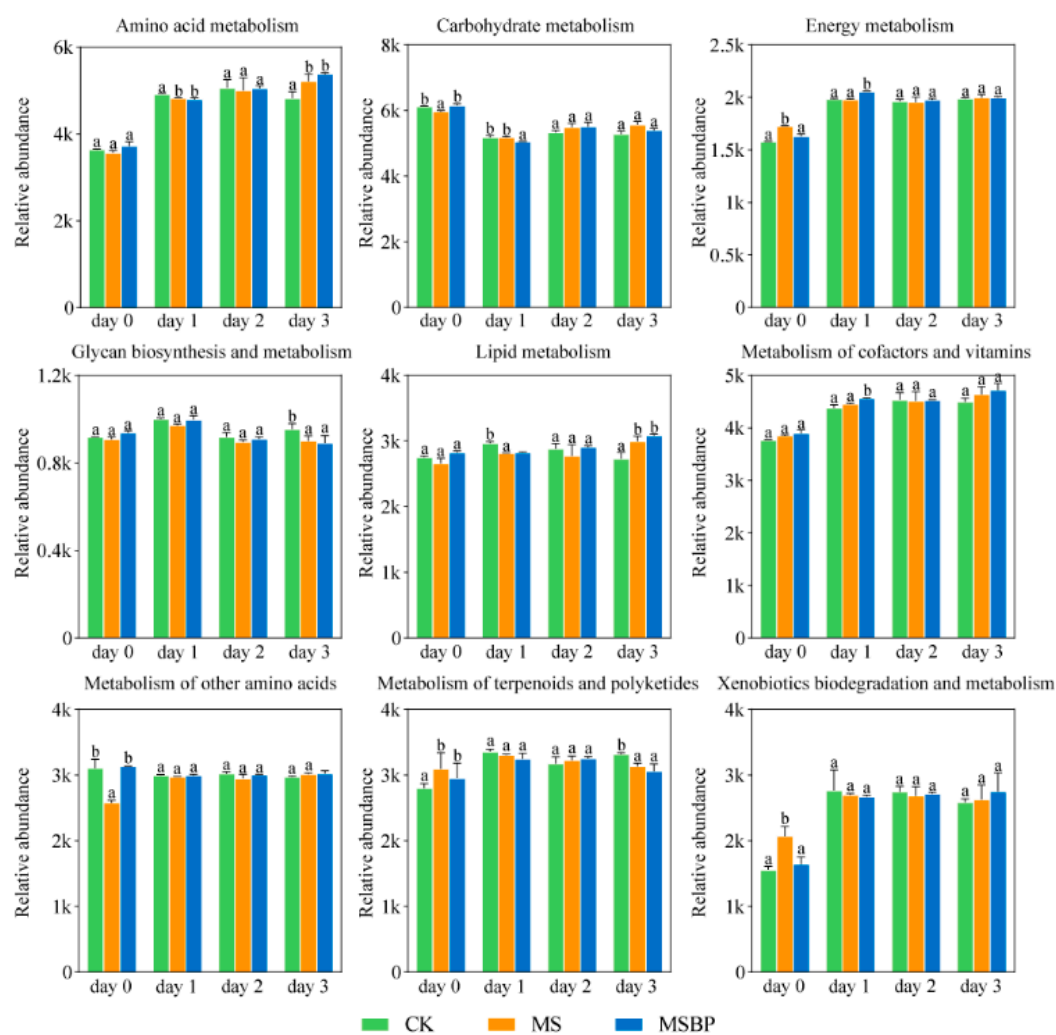 Amino acid metabolism
Carbohydrate metabolism
Energy metabolism
6k
4k
2k
0
Relative abundance
a a a
a b b
a a a
a b b
day 0 day 1 day 2 day 3
8k
6k
4k
2k
0
Relative abundance
b a b
b b a
a a a
a a a
day 0 day 1 day 2 day 3
2.5k
2k
1.5k
1k
0.5k
0
Relative abundance
a b a
a a b
a a a
a a a
day 0 day 1 day 2 day 3
Glycan biosynthesis and metabolism
Lipid metabolism
Metabolism of cofactors and vitamins
1.2k
0.8k
0.4k
0
Relative abundance
a a a
a a a
a a a
b a a
day 0 day 1 day 2 day 3
4k
3k
2k
1k
0
Relative abundance
a a a
b a
a a a
a b b
day 0 day 1 day 2 day 3
5k
4k
3k
2k
1k
0
Relative abundance
a a a
a a b
a a a
a a a
day 0 day 1 day 2 day 3
Metabolism of other amino acids
Metabolism of terpenoids and polyketides
Xenobiotics biodegradation and metabolism
4k
3k
2k
1k
0
Relative abundance
b a b
a a a
a a a
a a a
day 0 day 1 day 2 day 3
4k
3k
2k
1k
0
Relative abundance
a b b
a a a
a a a
b a a
day 0 day 1 day 2 day 3
4k
3k
2k
1k
0
Relative abundance
a b a
a a a
a a a
a a a
day 0 day 1 day 2 day 3
CK MS MSBP